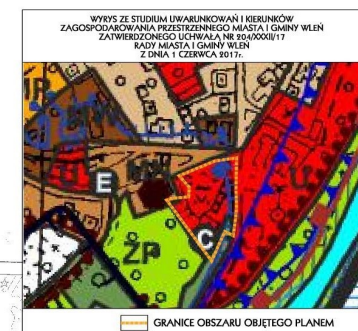 WYRYS ZE STUDIUM UWARUNKOWAŃ I KIERUNKÓW
ZAGOSPODAROWANIA PRZESTRZENNEGO MIASTA I GMINY WLEŃ
ZATWIERDZONEGO UCHWAŁĄ NR 204/XXXII/17
RADY MIASTA I GMINY WLEŃ
Z DNIA 1 CZERWCA 2017r.
E
U
C
ZP
GRANICE OBSZARU OBJĘTEGO PLANEM